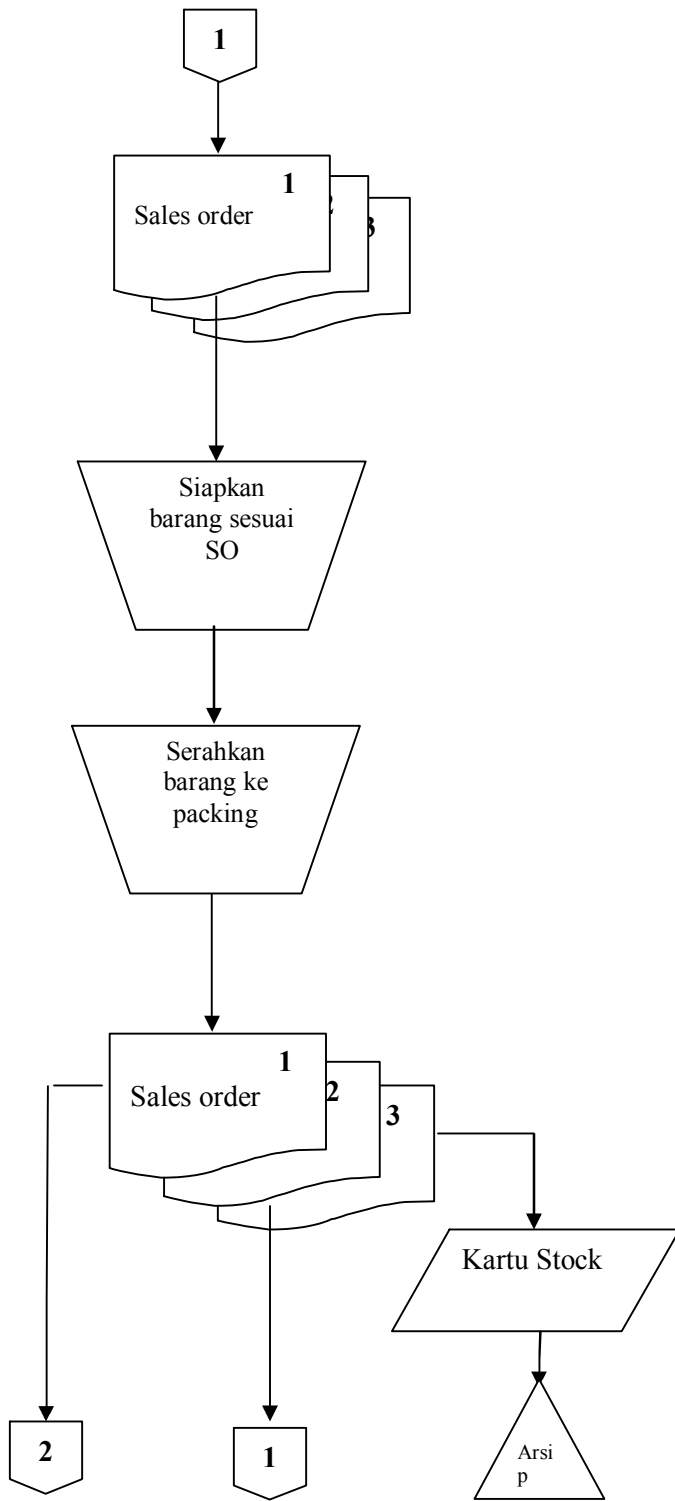 1
1
Sales order
2
3
Siapkan
barang sesuai
SO
Serahkan
barang ke
packing
1
Sales order
2
3
Kartu Stock
2
1
Arsi
p